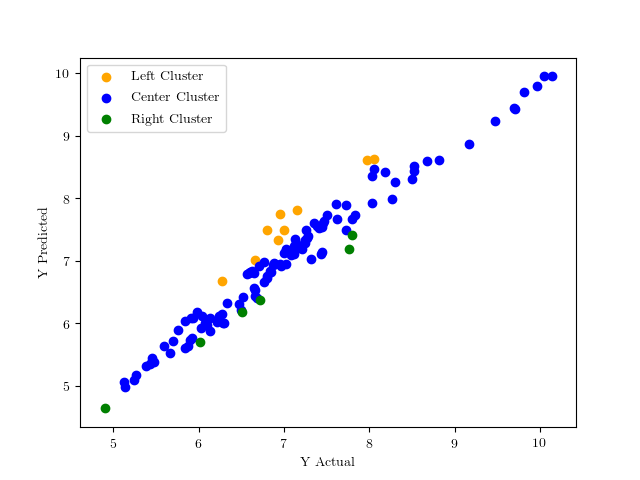 10
9
8
7
6
5
Y Predicted
Left Cluster
Center Cluster
Right Cluster
5 6 7 8 9 10
Y Actual